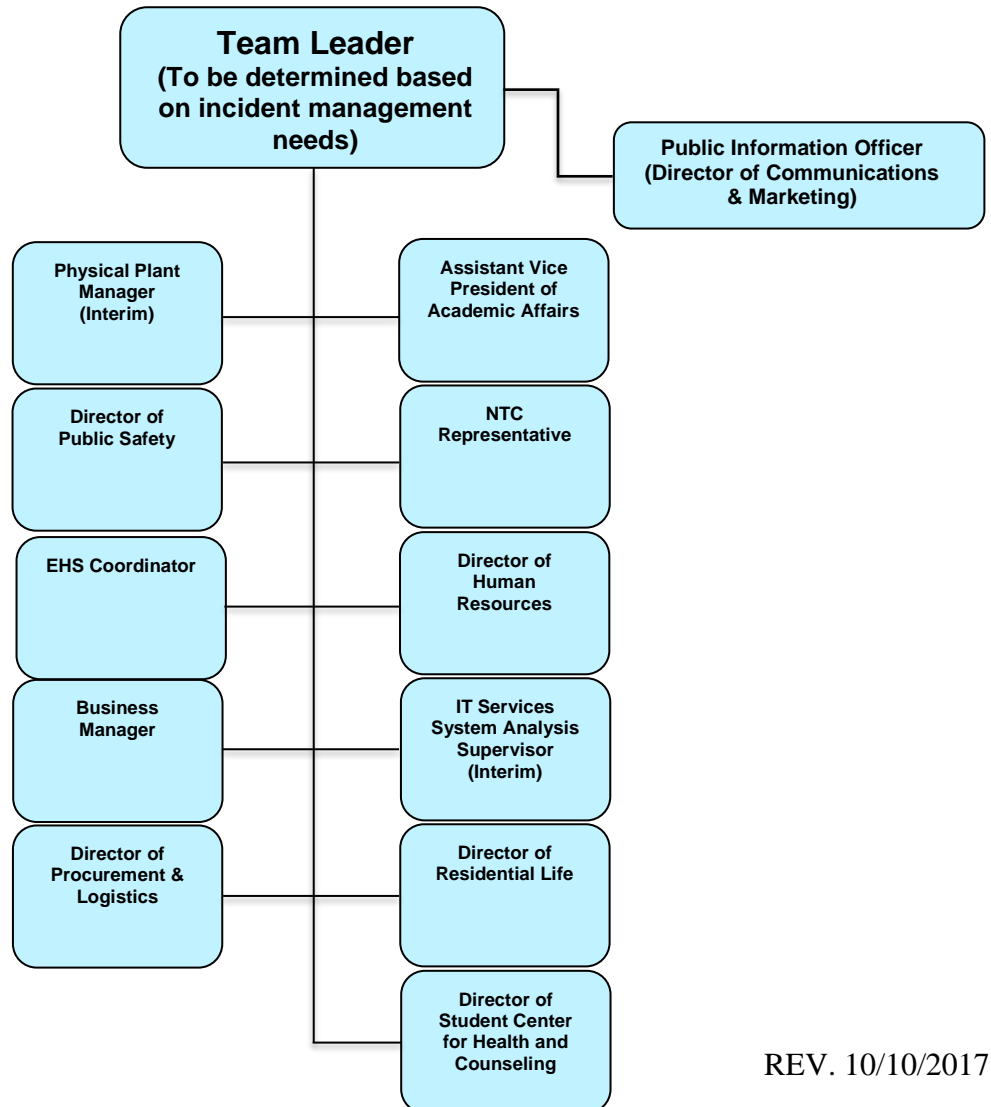 Team Leader
(To be determined based
on incident management
needs)
Public Information Officer
(Director of Communications
& Marketing)
Physical Plant
Manager
(Interim)
Assistant Vice
President of
Academic Affairs
Director of
Public Safety
NTC
Representative
EHS Coordinator
Director of
Human
Resources
Business
Manager
IT Services
System Analysis
Supervisor
(Interim)
Director of
Procurement &
Logistics
Director of
Residential Life
Director of
Student Center
for Health and
Counseling
REV. 10/10/2017